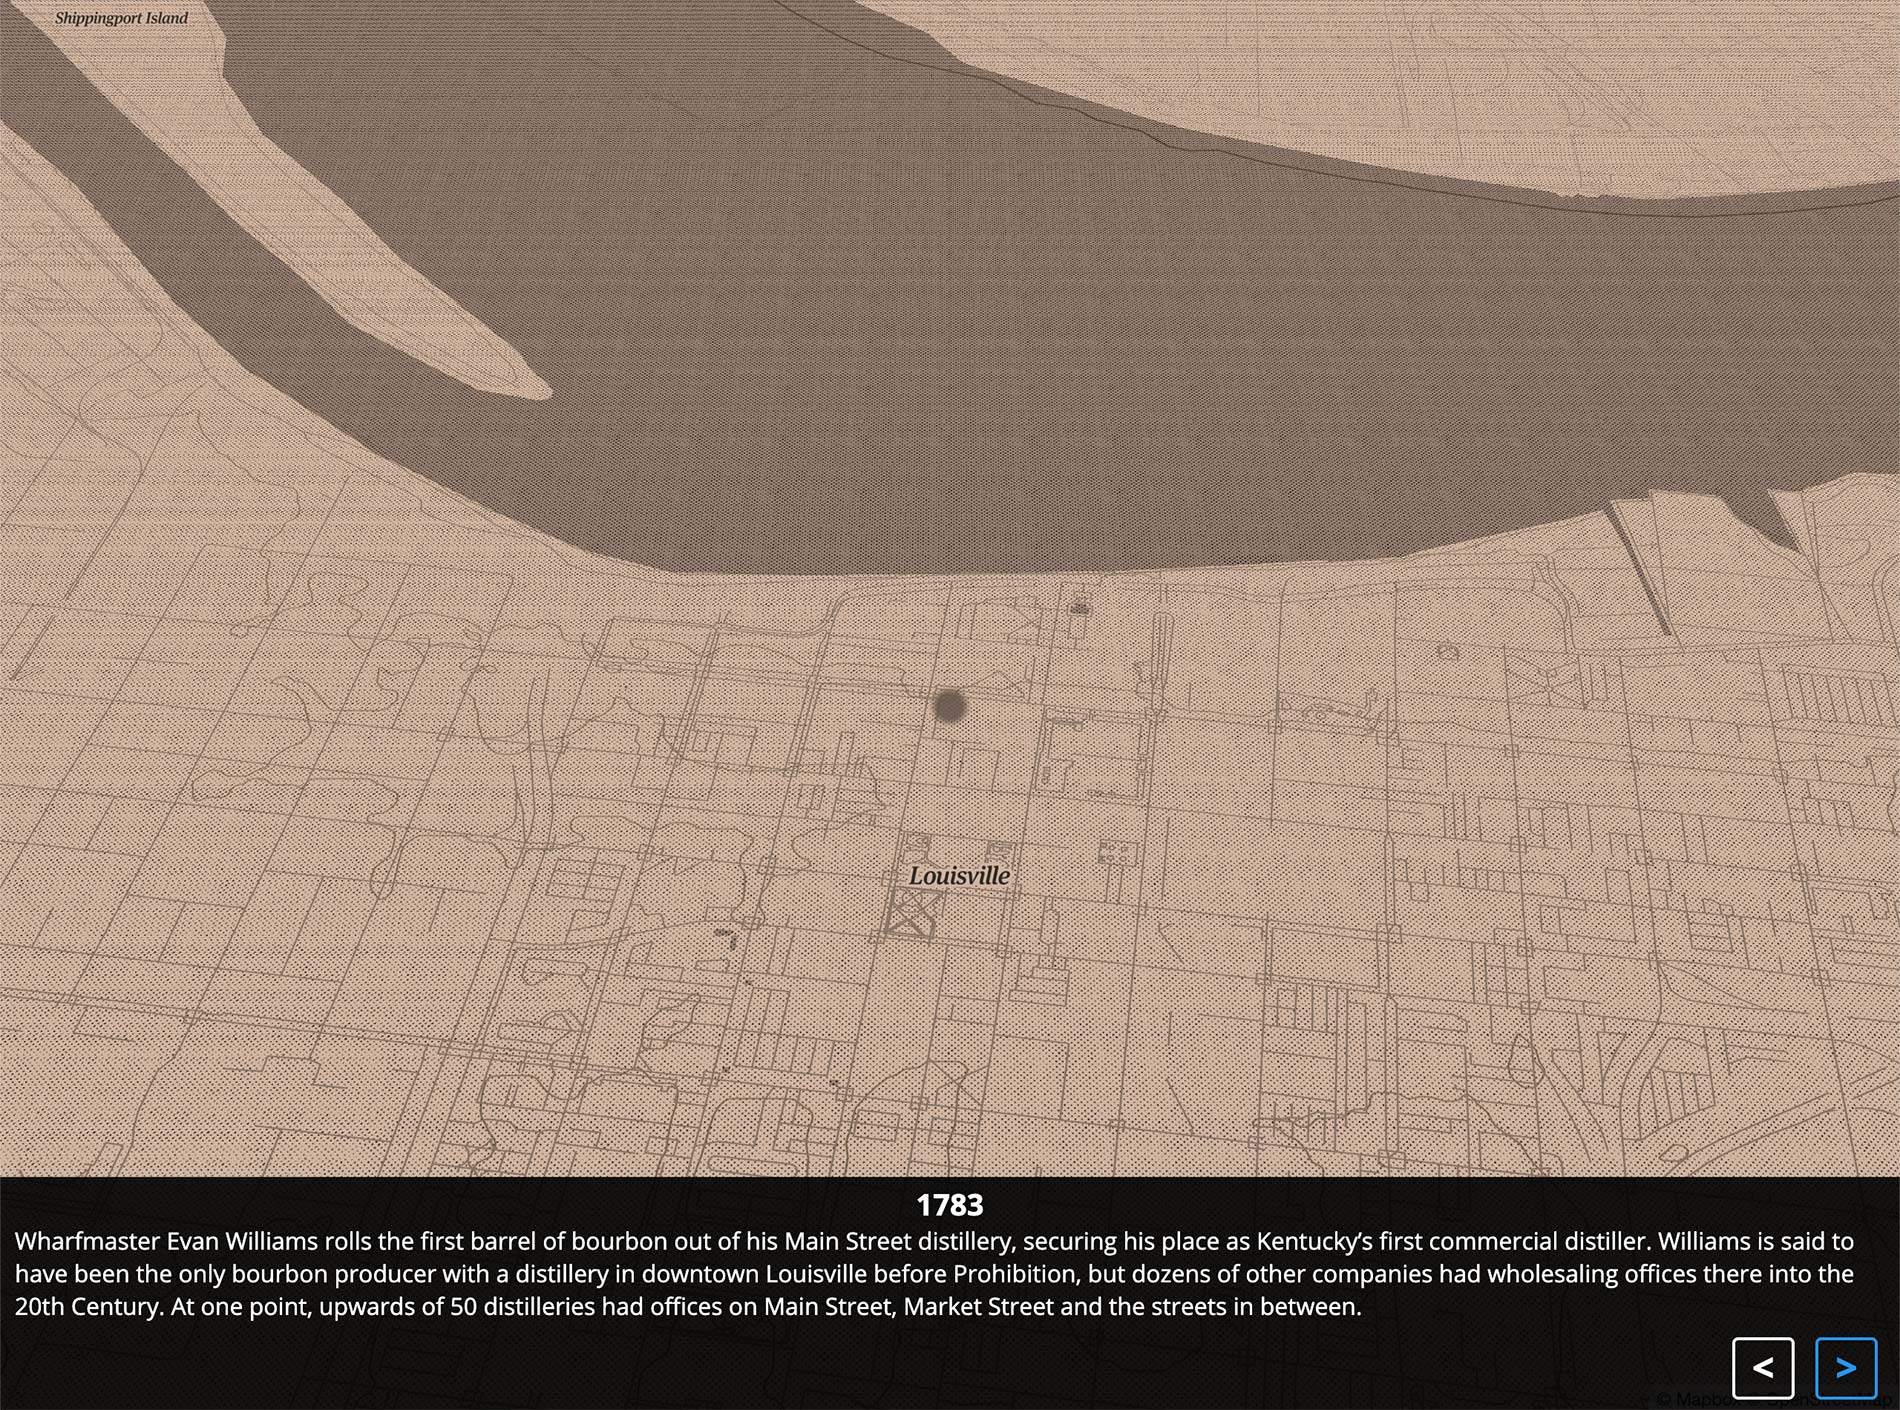 Shippingport Island
Louisville
1783
Wharfmaster Evan Williams rolls the first barrel of bourbon out of his Main Street distillery, securing his place as Kentucky’s first commercial distiller. Williams is said to
have been the only bourbon producer with a distillery in downtown Louisville before Prohibition, but dozens of other companies had wholesaling offices there into the
20th Century. At one point, upwards of 50 distilleries had offices on Main Street, Market Street and the streets in between.
< >
© Mapbox © OpenStreetMap